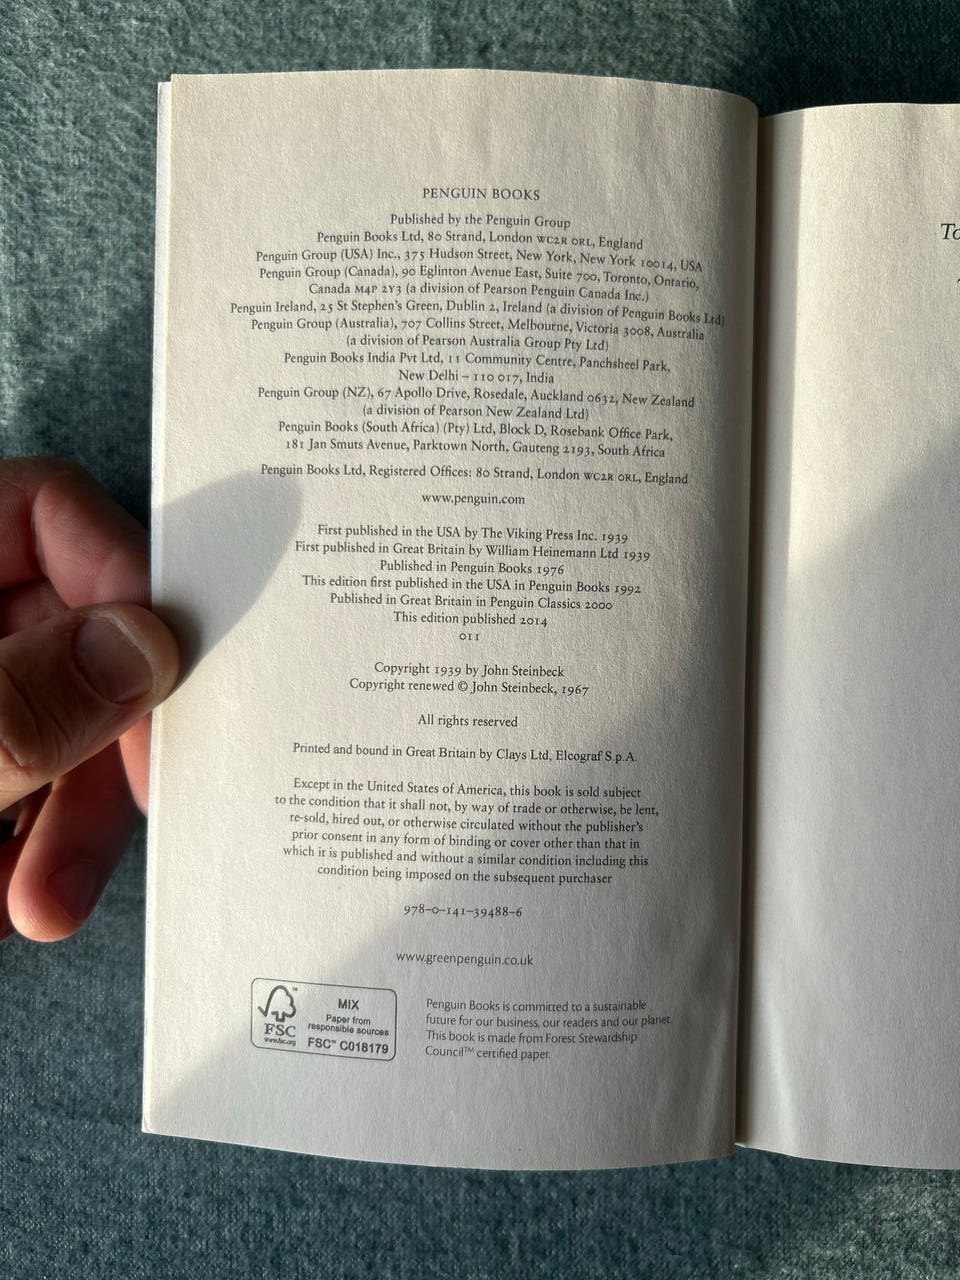 PENGUIN BOOKS
Published by the Penguin Group
Penguin Books Ltd, 80 Strand, London WC2R 0RL, England
Penguin Group (USA) Inc., 375 Hudson Street, New York, New York 10014, USA
Penguin Group (Canada), 90 Eglinton Avenue East, Suite 700, Toronto, Ontario,
Canada M4P 2Y3 (a division of Pearson Penguin Canada Inc.)
Penguin Ireland, 25 St Stephen's Green, Dublin 2, Ireland (a division of Penguin Books Ltd)
Penguin Group (Australia), 707 Collins Street, Melbourne, Victoria 3008, Australia
(a division of Pearson Australia Group Pty Ltd)
Penguin Books India Pvt Ltd, 11 Community Centre, Panchsheel Park,
New Delhi – 110 017, India
Penguin Group (NZ), 67 Apollo Drive, Rosedale, Auckland 0632, New Zealand
(a division of Pearson New Zealand Ltd)
Penguin Books (South Africa) (Pty) Ltd, Block D, Rosebank Office Park,
181 Jan Smuts Avenue, Parktown North, Gauteng 2193, South Africa
Penguin Books Ltd, Registered Offices: 80 Strand, London WC2R 0RL, England
www.penguin.com
First published in the USA by The Viking Press Inc. 1939
First published in Great Britain by William Heinemann Ltd 1939
Published in Penguin Books 1976
This edition first published in the USA in Penguin Books 1992
Published in Great Britain in Penguin Classics 2000
This edition published 2014
011
Copyright 1939 by John Steinbeck
Copyright renewed © John Steinbeck, 1967
All rights reserved
Printed and bound in Great Britain by Clays Ltd, Elcograf S.p.A.
Except in the United States of America, this book is sold subject
to the condition that it shall not, by way of trade or otherwise, be lent,
re-sold, hired out, or otherwise circulated without the publisher's
prior consent in any form of binding or cover other than that in
which it is published and without a similar condition including this
condition being imposed on the subsequent purchaser
978-0-141-39488-6
www.greenpenguin.co.uk
FSC
www.fsc.org
MIX
Paper from
responsible sources
FSC™ C018179
Penguin Books is committed to a sustainable
future for our business, our readers and our planet.
This book is made from Forest Stewardship
Council™ certified paper.
To